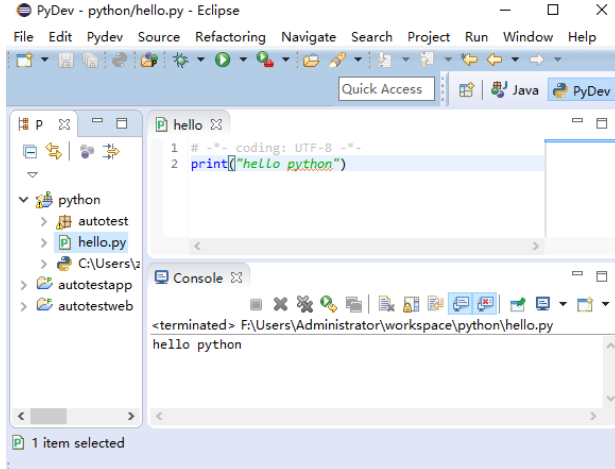 PyDev - python/hello.py - Eclipse
File Edit Pydev Source Refactoring Navigate Search Project Run Window Help
Quick Access
Java
PyDev
P
hello
1 # -*- coding: UTF-8 -*-
2 print("hello python")
python
autotest
hello.py
C:\Users\z
autotestapp
autotestweb
Console
<terminated> F:\Users\Administrator\workspace\python\hello.py
hello python
1 item selected